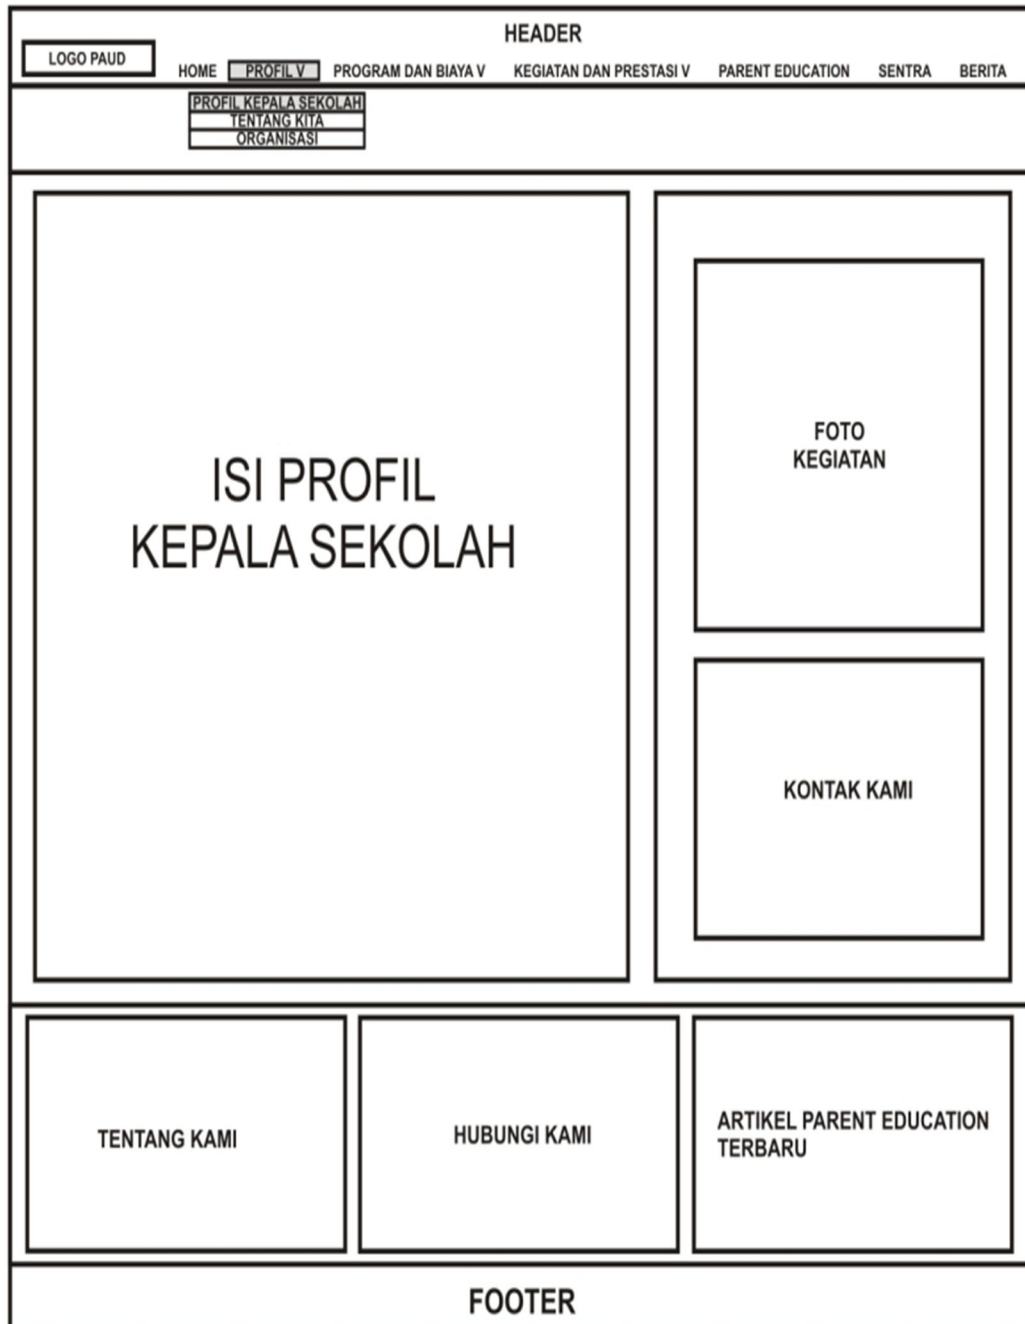 HEADER
LOGO PAUD
HOME PROFIL V PROGRAM DAN BIAYA V KEGIATAN DAN PRESTASI V PARENT EDUCATION SENTRA BERITA
PROFIL KEPALA SEKOLAH
TENTANG KITA
ORGANISASI
ISI PROFIL
KEPALA SEKOLAH
FOTO
KEGIATAN
KONTAK KAMI
TENTANG KAMI
HUBUNGI KAMI
ARTIKEL PARENT EDUCATION
TERBARU
FOOTER